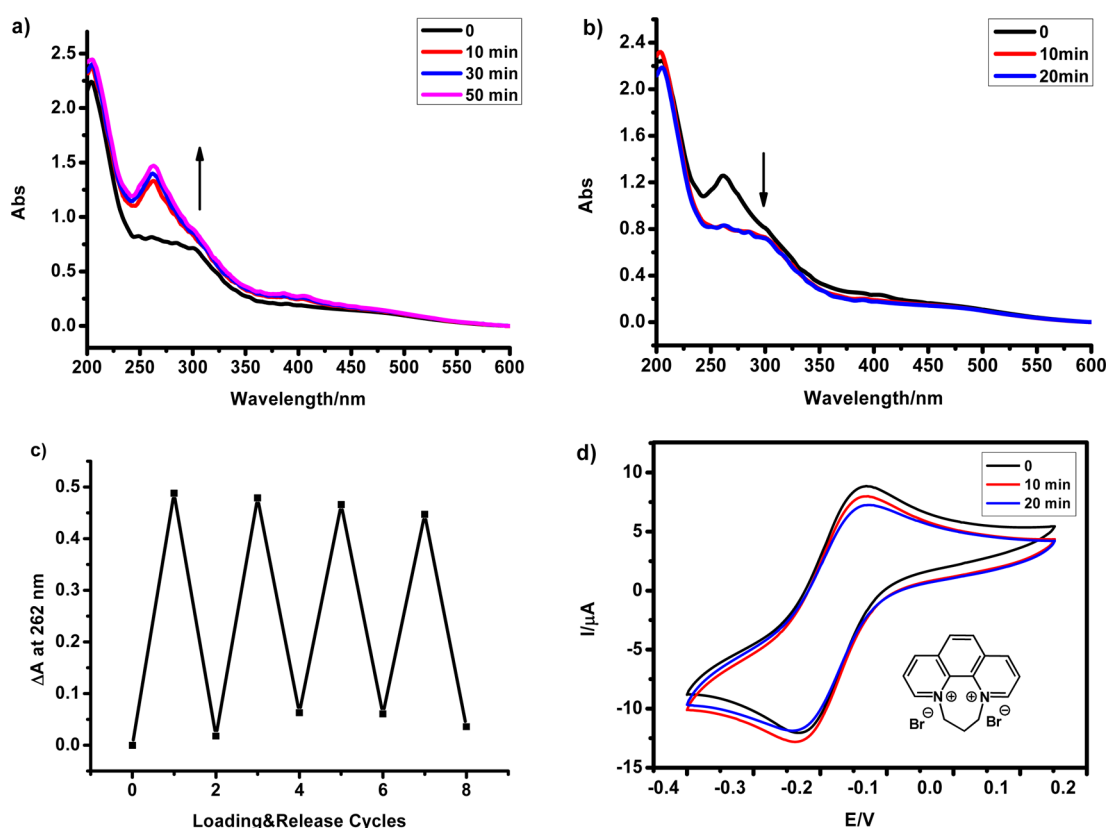 a)
0
10 min
30 min
50 min
2.5
2.0
1.5
1.0
0.5
0.0
Abs
200 250 300 350 400 450 500 550 600
Wavelength/nm
b)
0
10min
20min
2.4
1.8
1.2
0.6
0.0
Abs
200 250 300 350 400 450 500 550 600
Wavelength/nm
c)
0.5
0.4
0.3
0.2
0.1
0.0
ΔA at 262 nm
0 2 4 6 8
Loading&Release Cycles
d)
0
10 min
20 min
10
5
0
-5
-10
-15
I/μA
N + + N
Br⊖ Br⊖
-0.4 -0.3 -0.2 -0.1 0.0 0.1 0.2
E/V